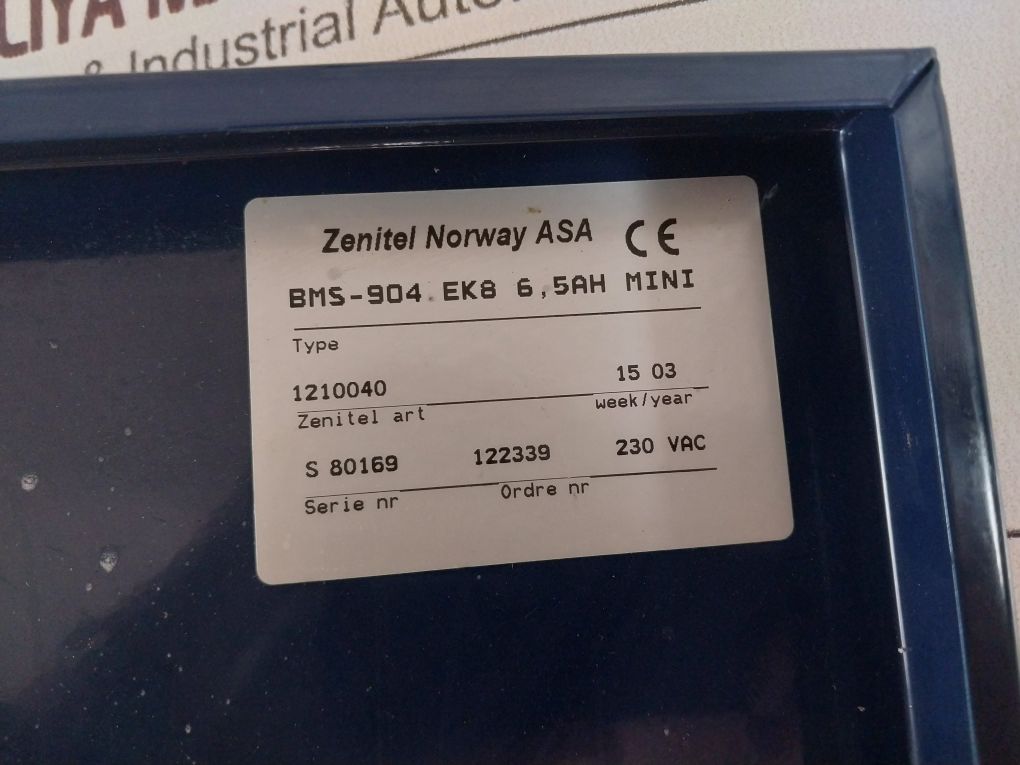 LIYA
& Industrial
Zenitel Norway ASA CE
BMS-904 EK8 6,5AH MINI
Type
1210040 15 03
Zenitel art week/year
S 80169 122339 230 VAC
Serie nr Ordre nr